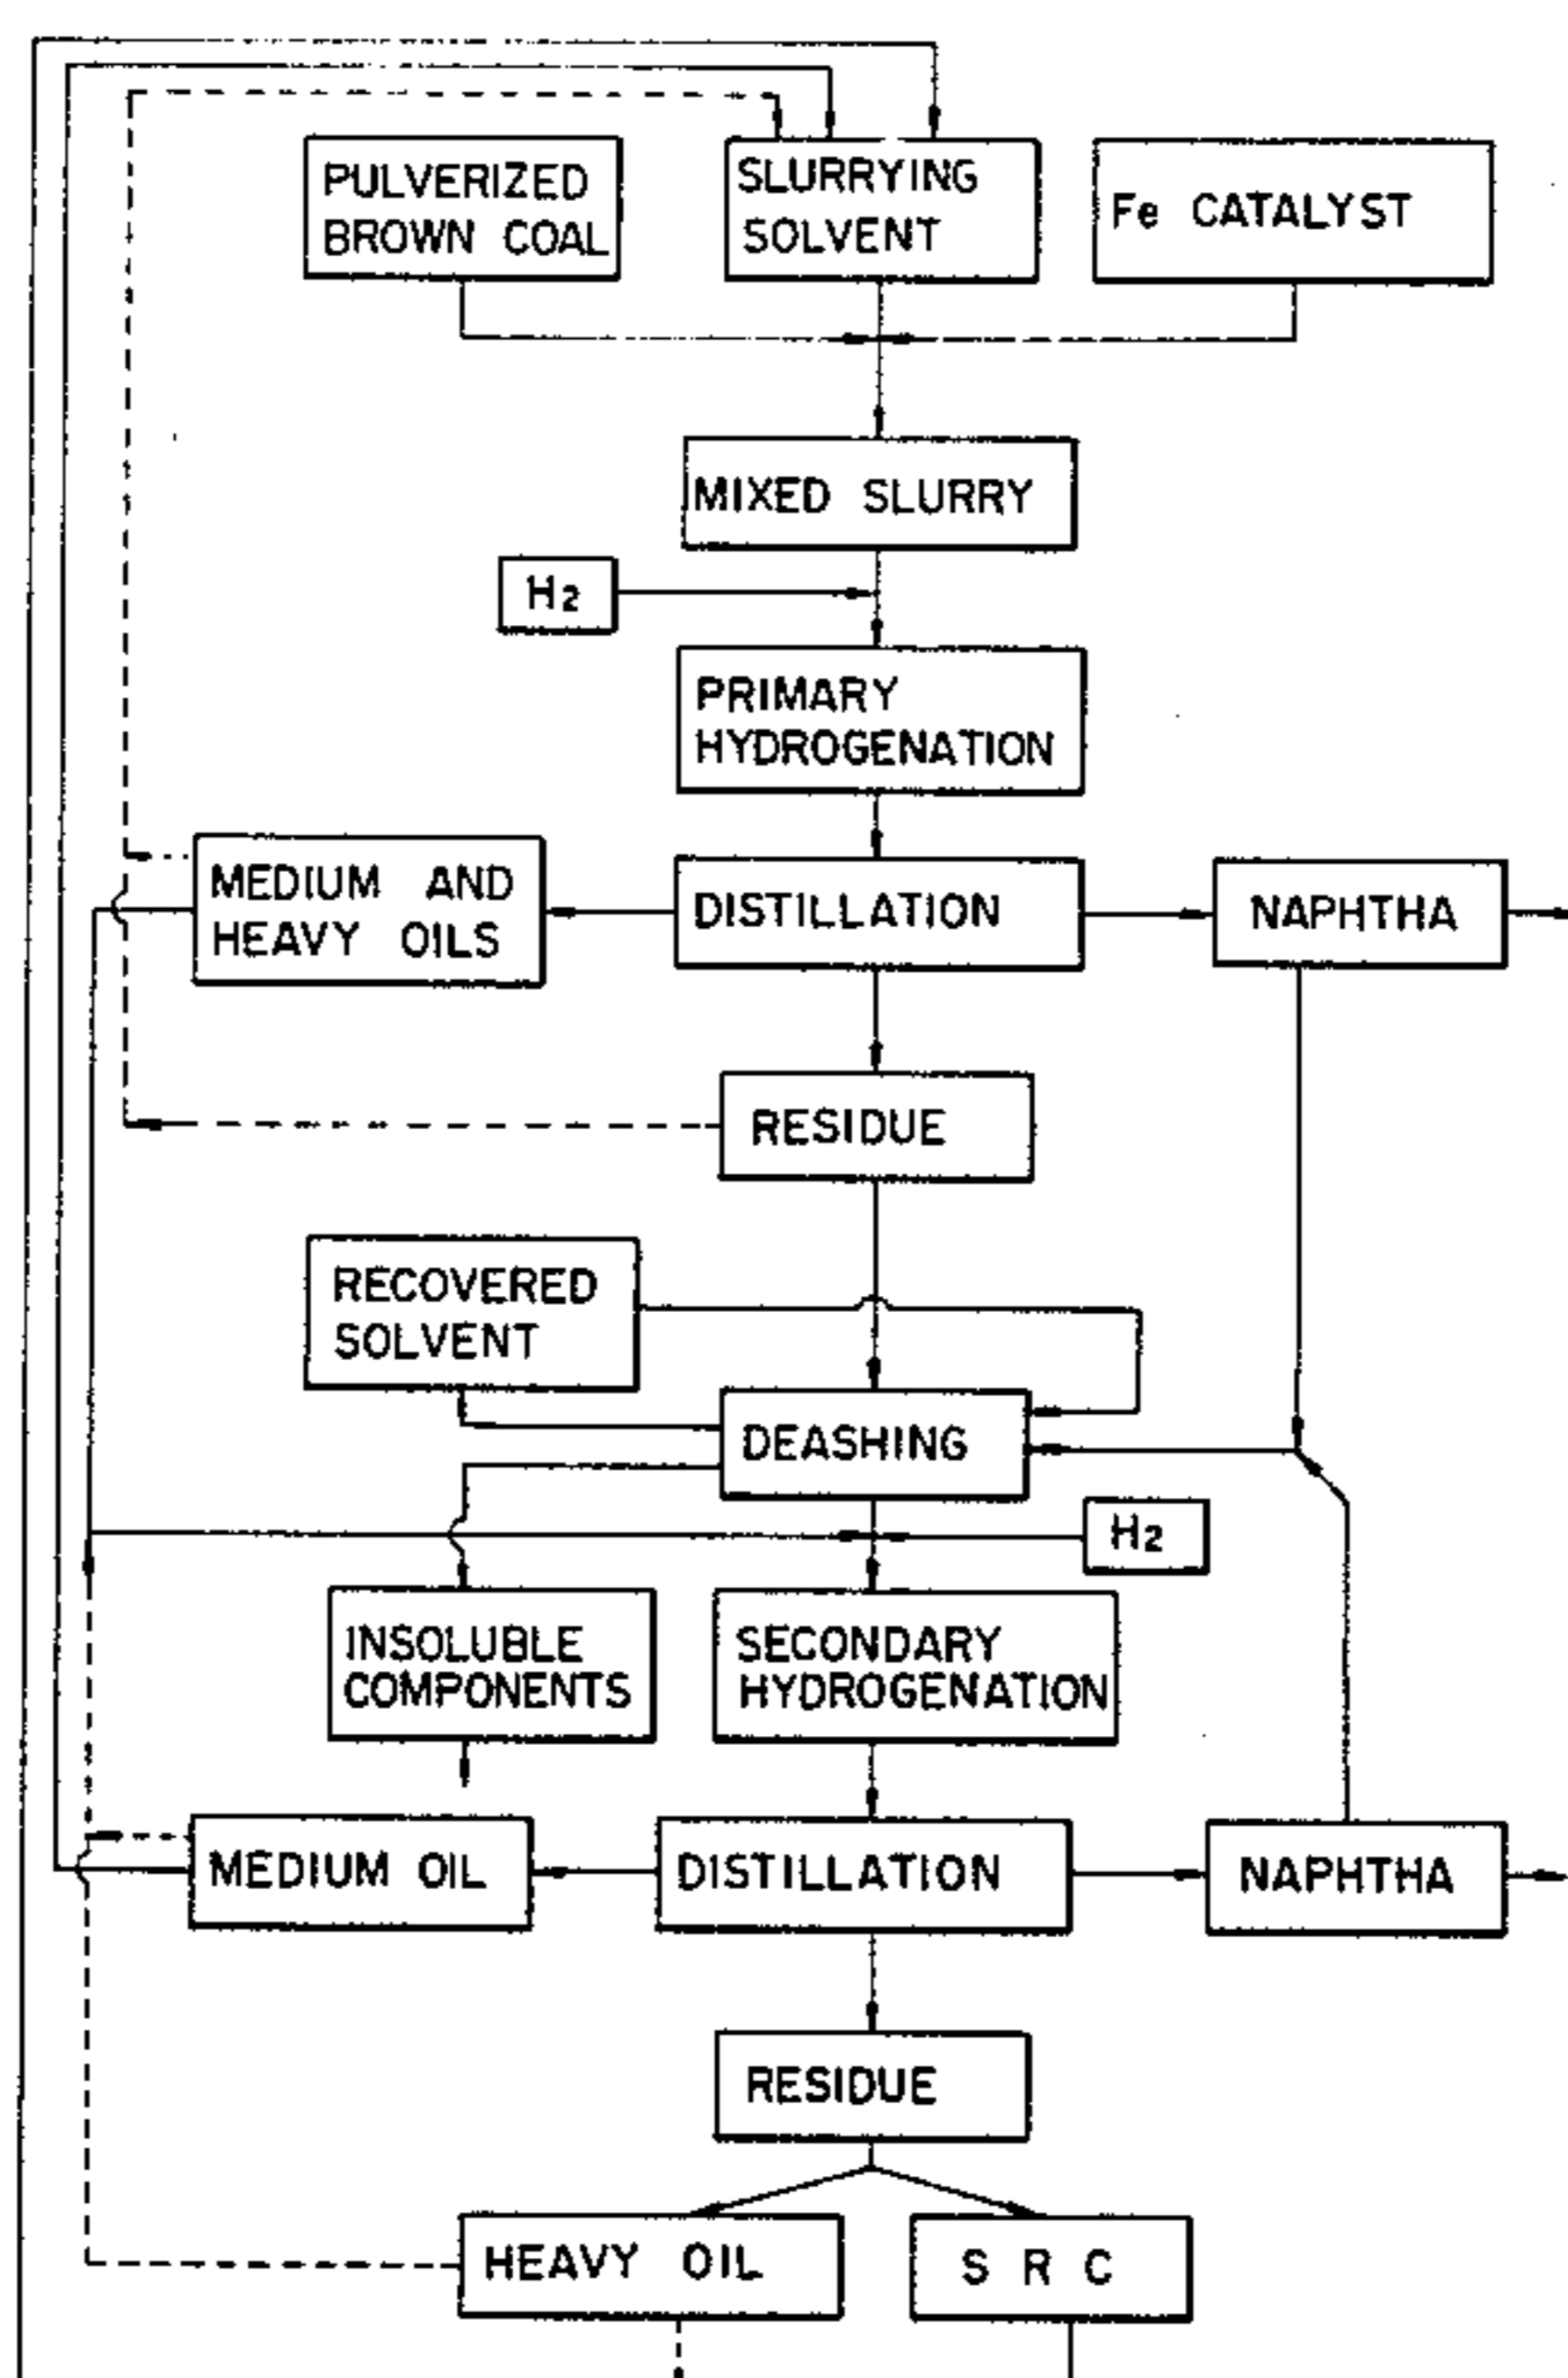 PULVERIZED
BROWN COAL
SLURRYING
SOLVENT
Fe CATALYST
MIXED SLURRY
H2
PRIMARY
HYDROGENATION
MEDIUM AND
HEAVY OILS
DISTILLATION
NAPHTHA
RESIDUE
RECOVERED
SOLVENT
DEASHING
H2
INSOLUBLE
COMPONENTS
SECONDARY
HYDROGENATION
MEDIUM OIL
DISTILLATION
NAPHTHA
RESIDUE
HEAVY OIL
S R C